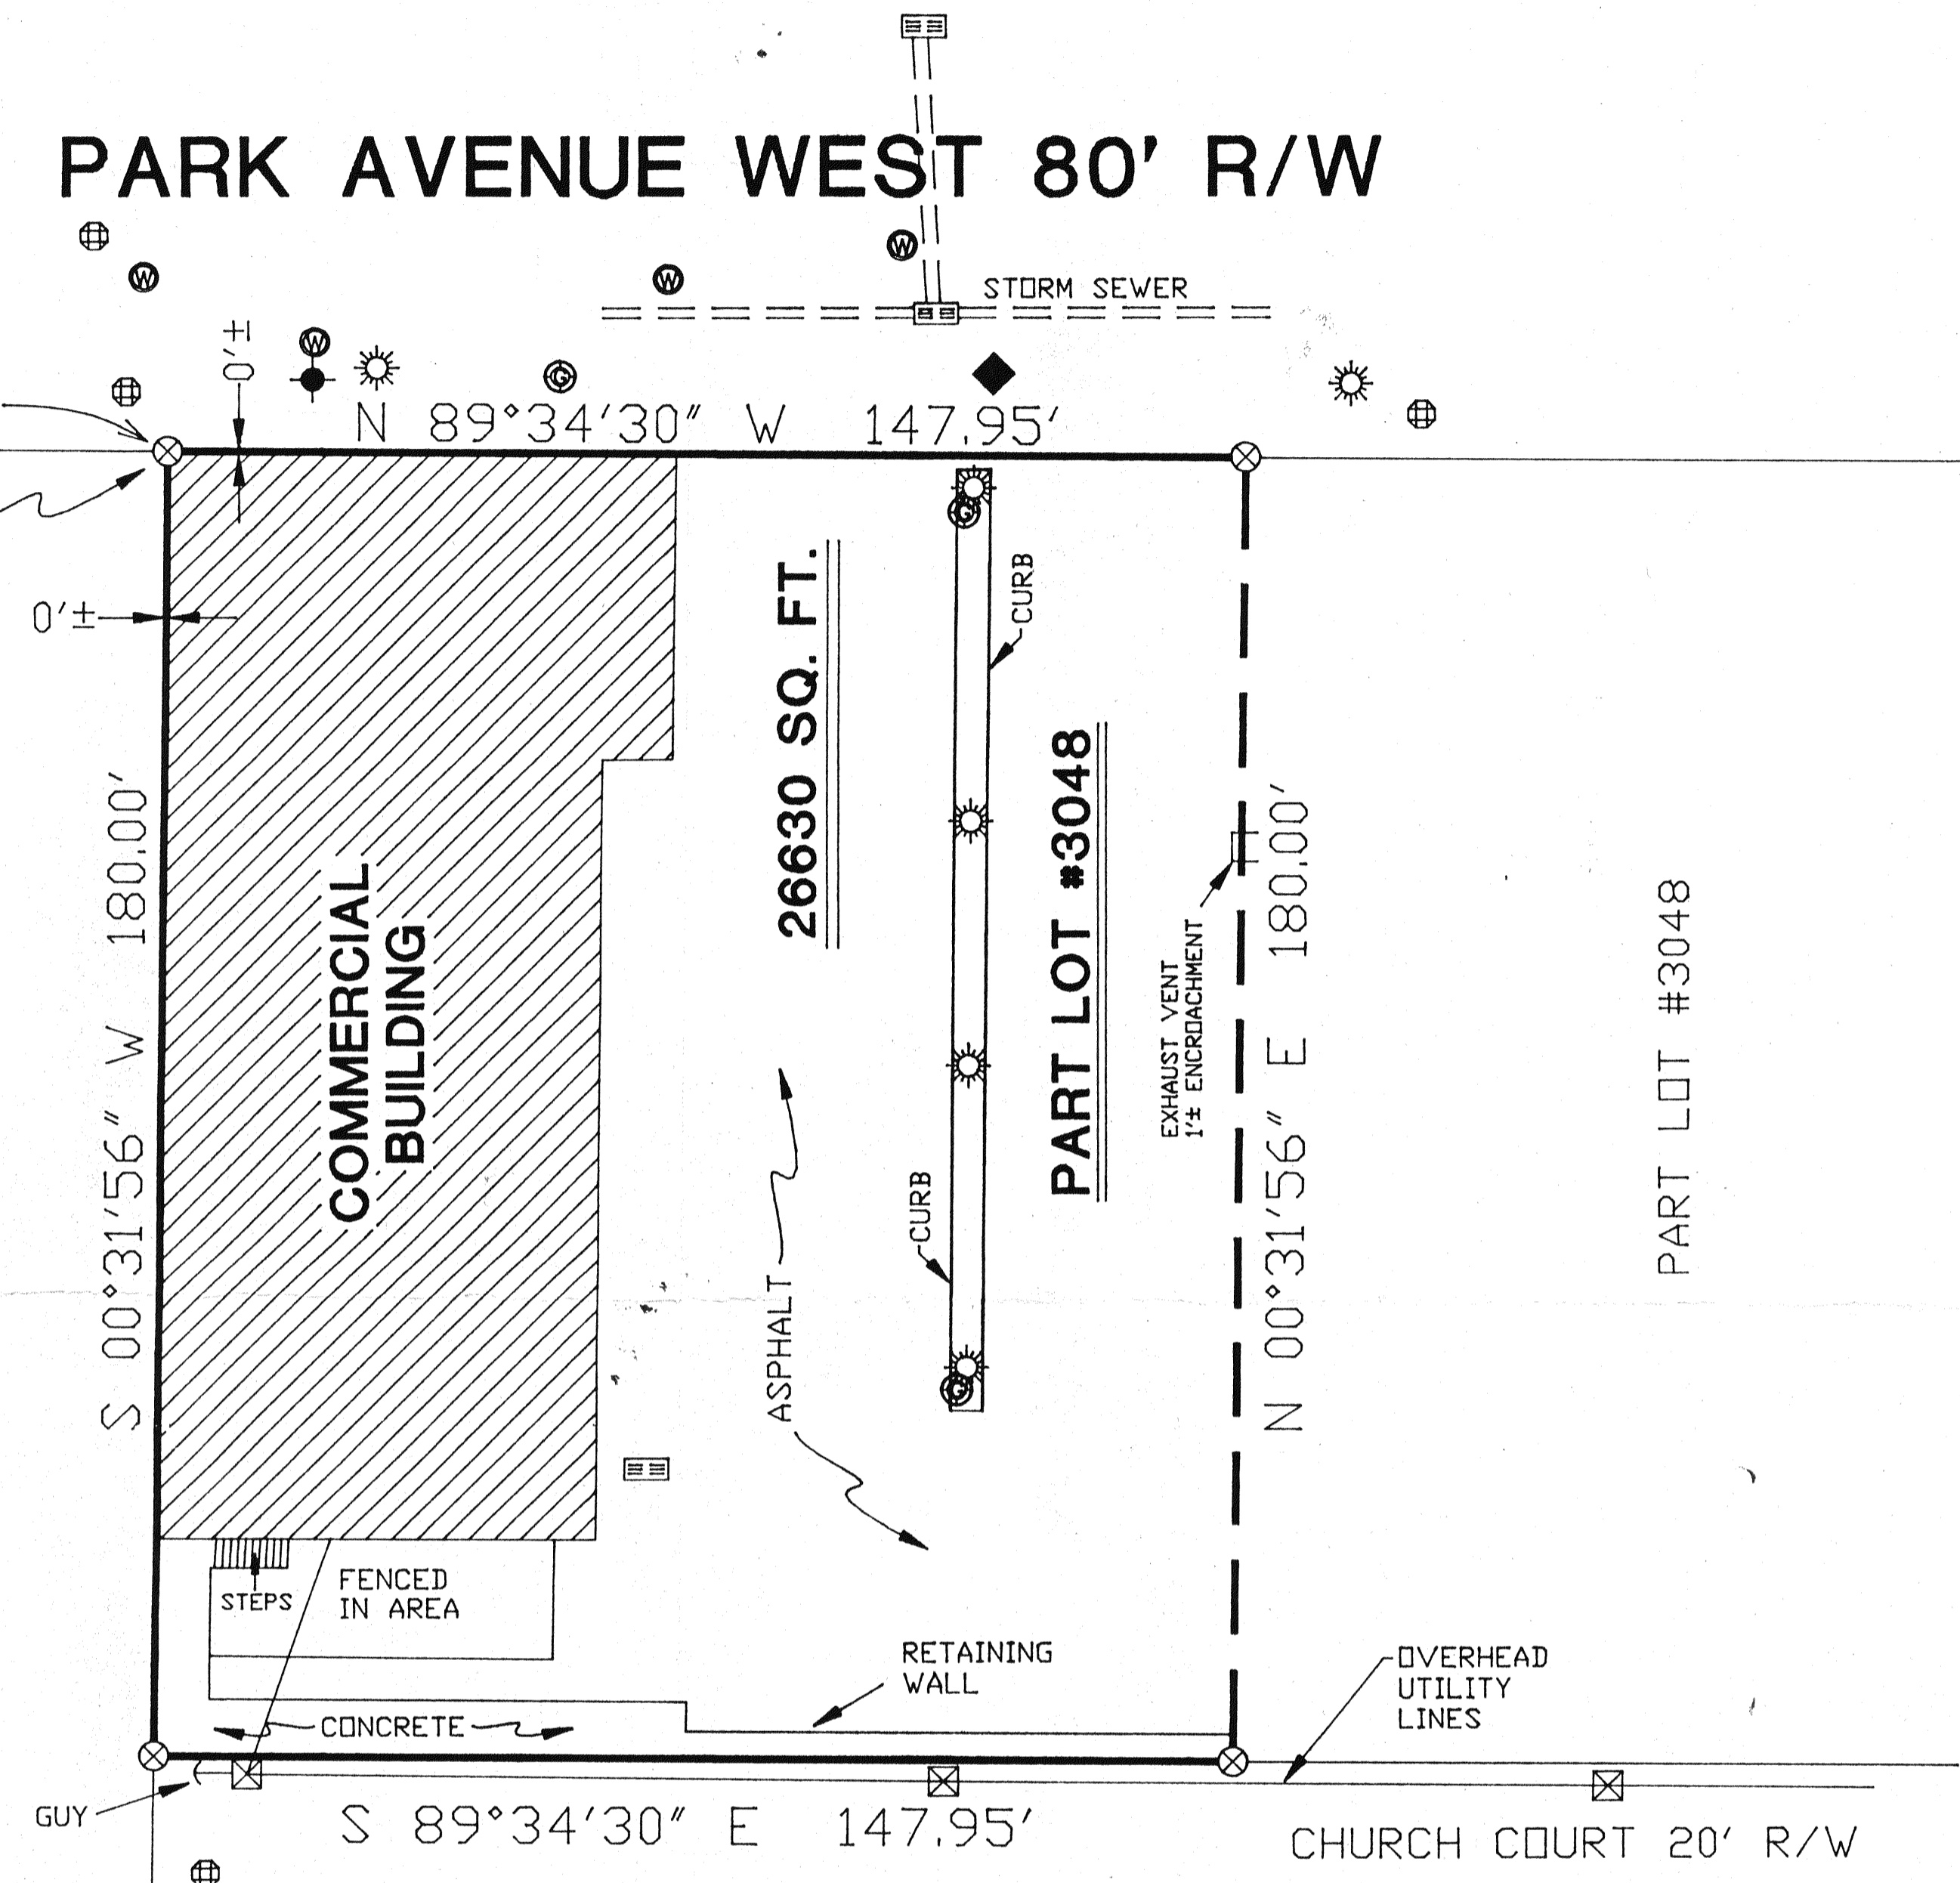 PARK AVENUE WEST 80' R/W
W
W
W
STORM SEWER
0'±
W
G
N 89°34'30" W 147.95'
G
0'±
CURB
26630 SQ. FT.
PART LOT #3048
S 00°31'56" W 180.00'
COMMERCIAL
BUILDING
EXHAUST VENT
1'± ENCROACHMENT
N 00°31'56" E 180.00'
PART LOT #3048
CURB
ASPHALT
G
STEPS
FENCED
IN AREA
RETAINING
WALL
OVERHEAD
UTILITY
LINES
CONCRETE
GUY
S 89°34'30" E 147.95'
CHURCH COURT 20' R/W